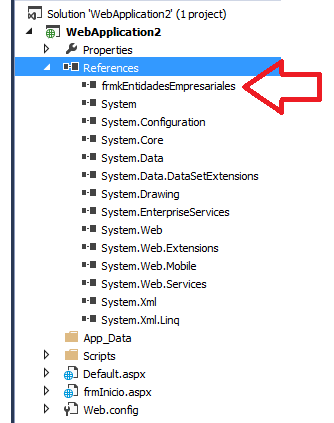 Solution 'WebApplication2' (1 project)
WebApplication2
Properties
References
frmkEntidadesEmpresariales
System
System.Configuration
System.Core
System.Data
System.Data.DataSetExtensions
System.Drawing
System.EnterpriseServices
System.Web
System.Web.Extensions
System.Web.Mobile
System.Web.Services
System.Xml
System.Xml.Linq
App_Data
Scripts
Default.aspx
frmInicio.aspx
Web.config